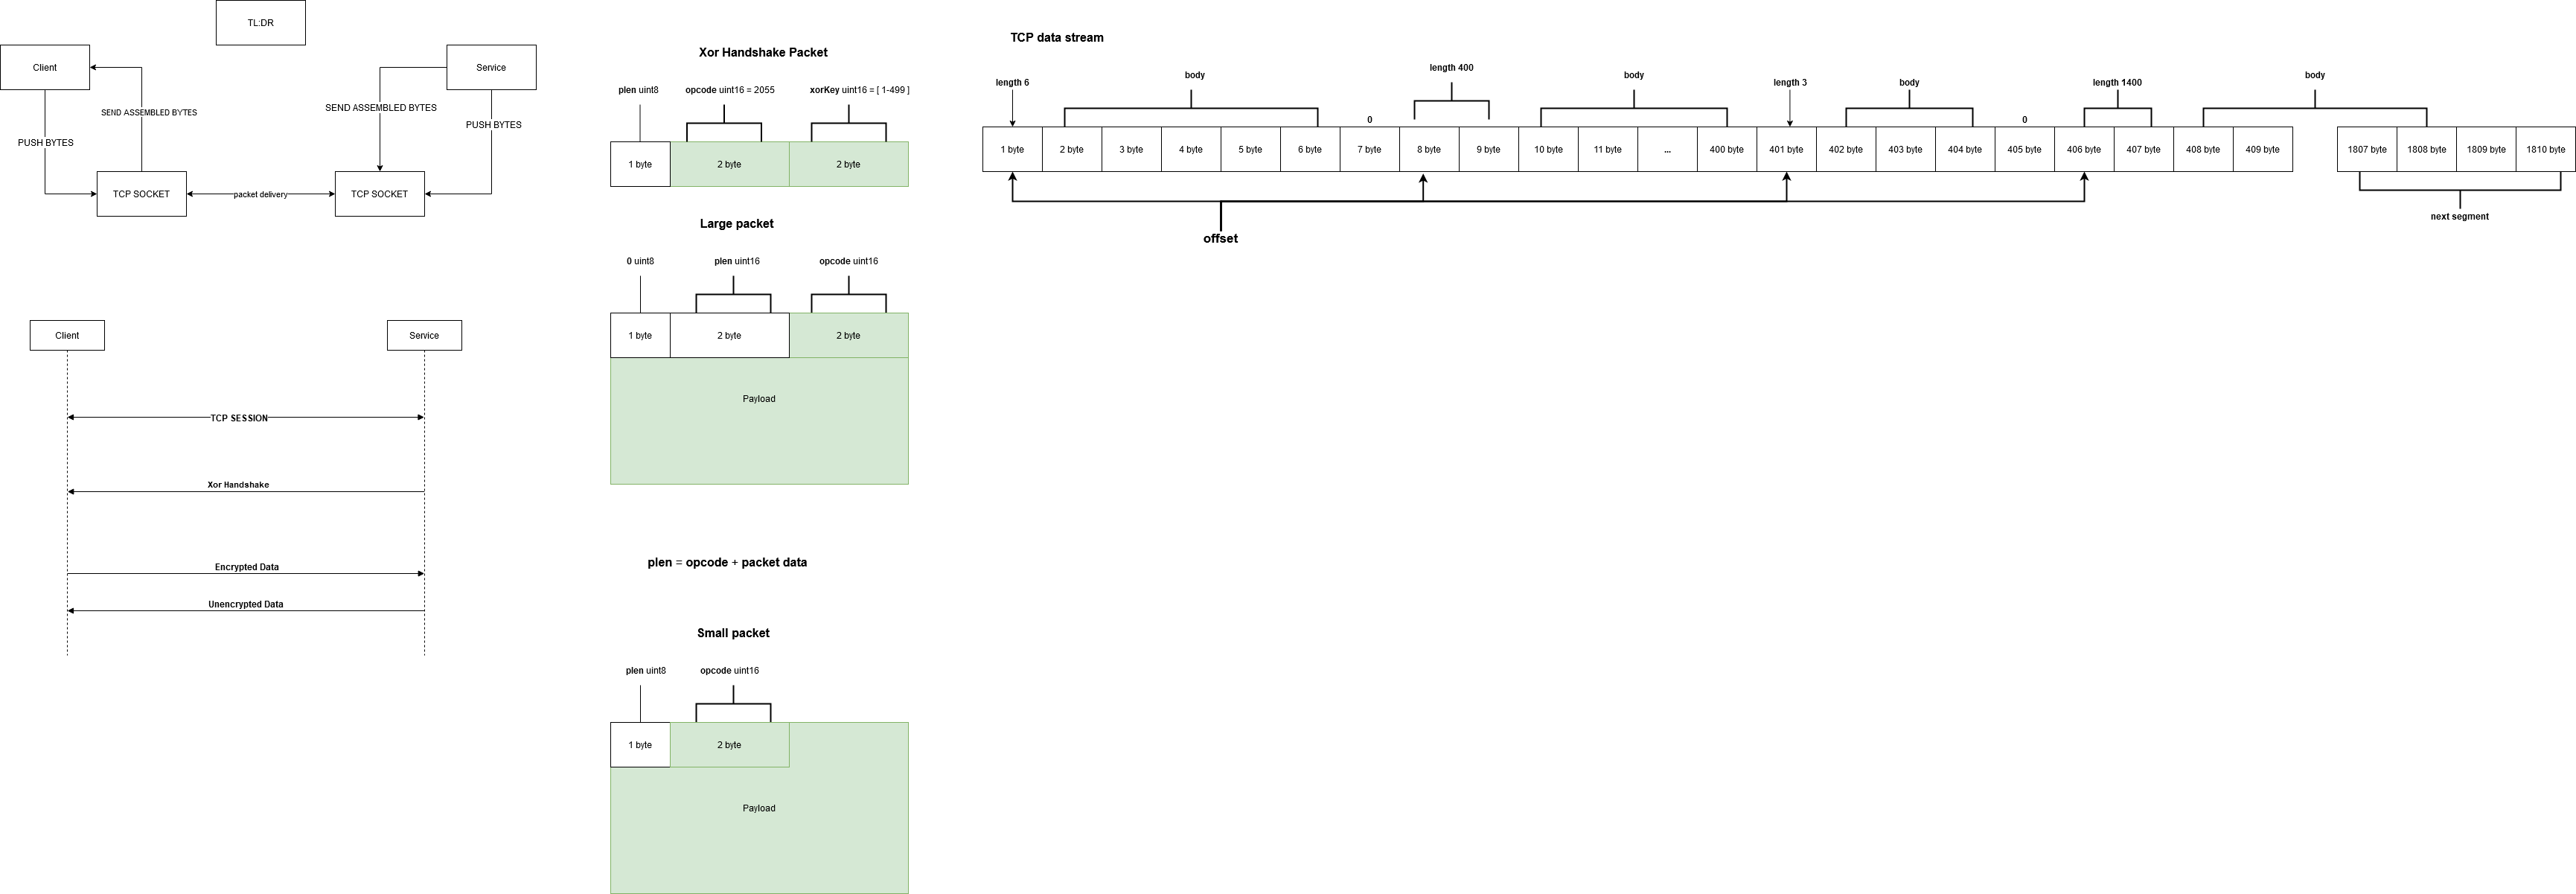 TL:DR
Client
Service
SEND ASSEMBLED BYTES
SEND ASSEMBLED BYTES
PUSH BYTES
PUSH BYTES
TCP SOCKET
packet delivery
TCP SOCKET
Client
Service
TCP SESSION
Xor Handshake
Encrypted Data
Unencrypted Data
Xor Handshake Packet
plen uint8
opcode uint16 = 2055
xorKey uint16 = [ 1-499 ]
1 byte
2 byte
2 byte
Large packet
0 uint8
plen uint16
opcode uint16
1 byte
2 byte
2 byte
Payload
plen = opcode + packet data
Small packet
plen uint8
opcode uint16
1 byte
2 byte
Payload
TCP data stream
length 6
body
0
length 400
body
length 3
body
0
length 1400
body
1 byte
2 byte
3 byte
4 byte
5 byte
6 byte
7 byte
8 byte
9 byte
10 byte
11 byte
...
400 byte
401 byte
402 byte
403 byte
404 byte
405 byte
406 byte
407 byte
408 byte
409 byte
1807 byte
1808 byte
1809 byte
1810 byte
offset
next segment